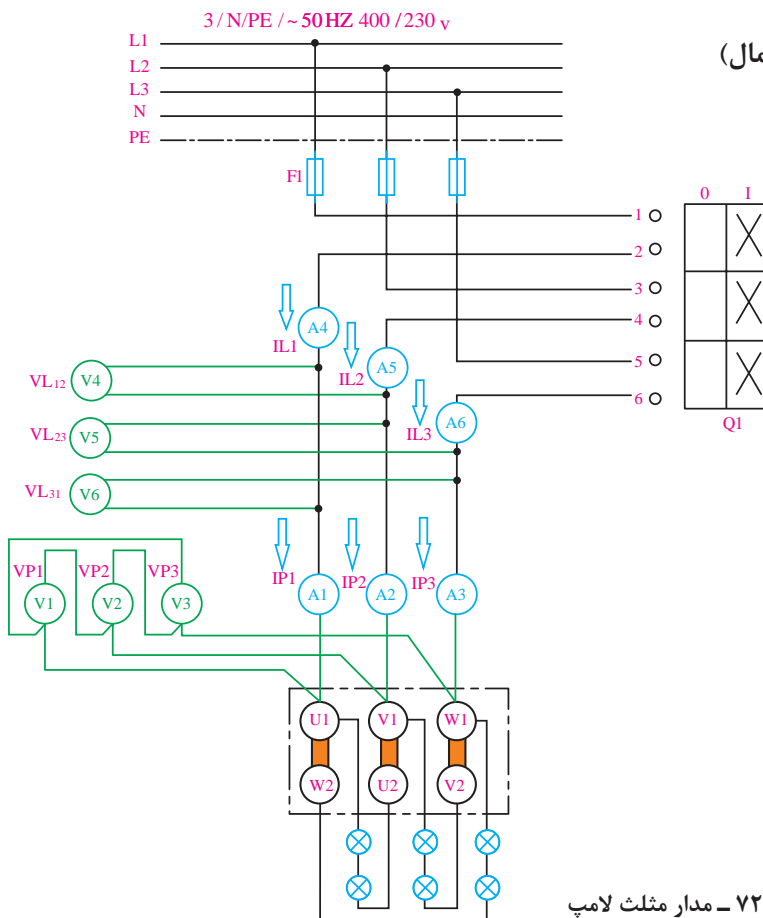 3 / N/PE / ~ 50HZ 400 / 230 v
L1
مال)
L2
L3
N
PE
F1
0 I
1
2
3
4
5
6
Q1
A4
IL1
A5
IL2
A6
IL3
VL12 V4
VL23 V5
VL31 V6
VP1 VP2 VP3
V1 V2 V3
IP1 IP2 IP3
A1 A2 A3
U1 V1 W1
W2 U2 V2
۷۲ ــ مدار مثلث لامپ